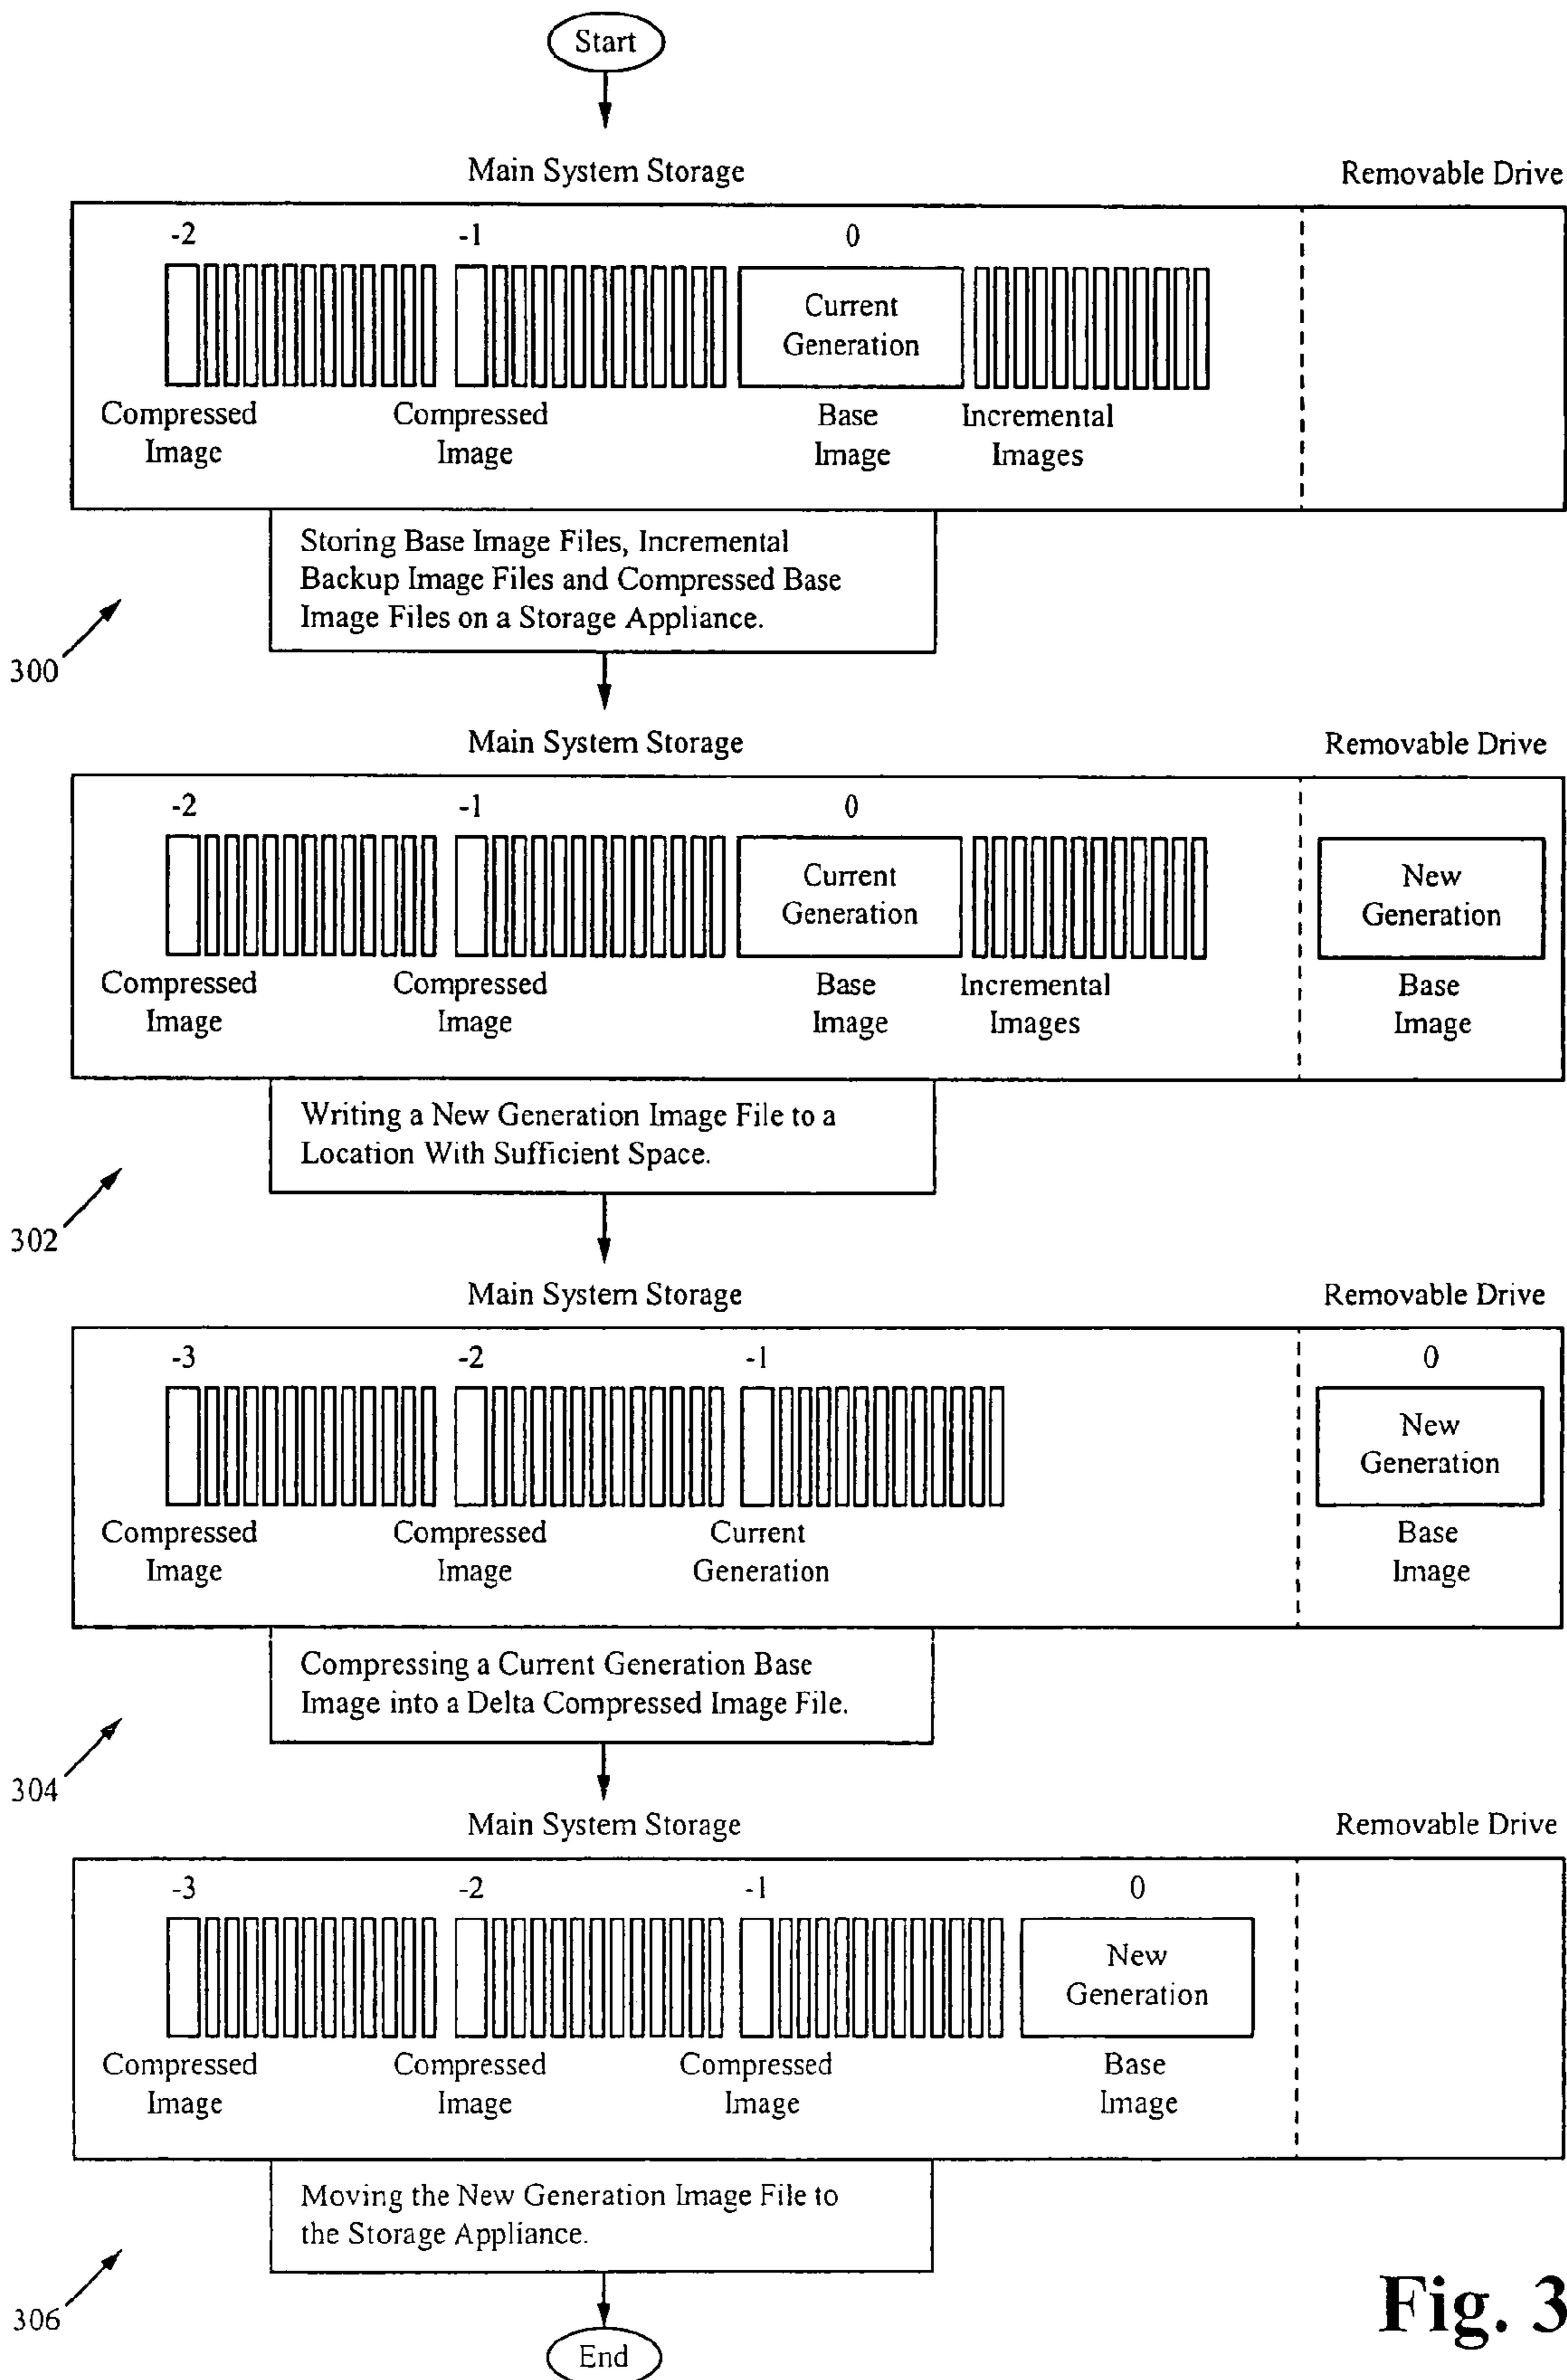 Start
Main System Storage
Removable Drive
-2
-1
0
Current
Generation
Compressed
Image
Compressed
Image
Base
Image
Incremental
Images
Storing Base Image Files, Incremental
Backup Image Files and Compressed Base
Image Files on a Storage Appliance.
300
Main System Storage
Removable Drive
-2
-1
0
Current
Generation
New
Generation
Compressed
Image
Compressed
Image
Base
Image
Incremental
Images
Base
Image
Writing a New Generation Image File to a
Location With Sufficient Space.
302
Main System Storage
Removable Drive
-3
-2
-1
0
New
Generation
Compressed
Image
Compressed
Image
Current
Generation
Base
Image
Compressing a Current Generation Base
Image into a Delta Compressed Image File.
304
Main System Storage
Removable Drive
-3
-2
-1
0
New
Generation
Compressed
Image
Compressed
Image
Compressed
Image
Base
Image
Moving the New Generation Image File to
the Storage Appliance.
306
End
Fig. 3